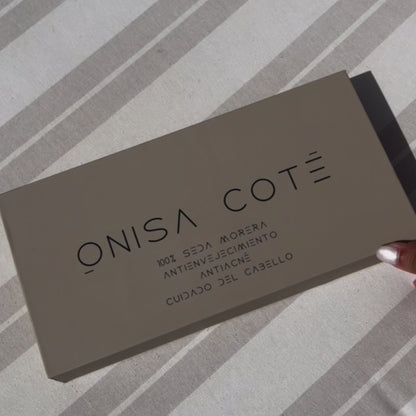 ONISA COTÉ
100% SEDA MORERA
ANTIENVEJECIMIENTO
ANTIACNÉ
CUIDADO DEL CABELLO